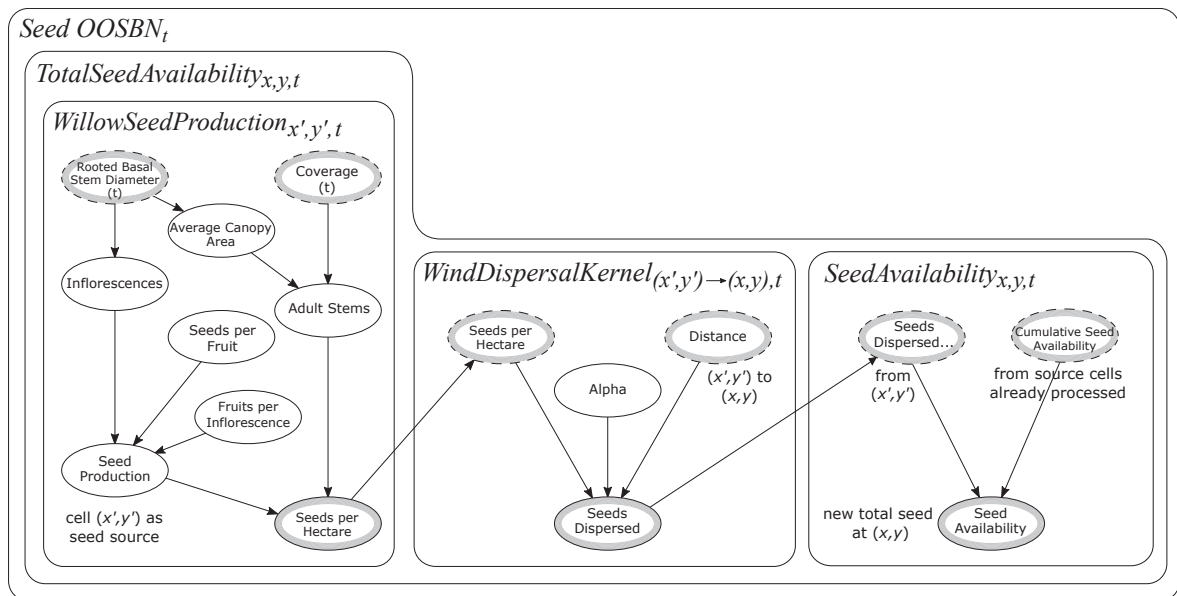 Seed OOSBNt
TotalSeedAvailabilityx,y,t
WillowSeedProductionx',y',t
Rooted Basal
Stem Diameter
(t)
Coverage
(t)
Average Canopy
Area
Inflorescences
Adult Stems
Seeds per
Fruit
Fruits per
Inflorescence
Seed
Production
cell (x',y') as
seed source
Seeds per
Hectare
WindDispersalKernel(x',y')→(x,y),t
Seeds per
Hectare
Distance
(x',y') to
(x,y)
Alpha
Seeds
Dispersed
SeedAvailabilityx,y,t
Seeds
Dispersed...
from
(x',y')
Cumulative Seed
Availability
from source cells
already processed
new total seed
at (x,y)
Seed
Availability